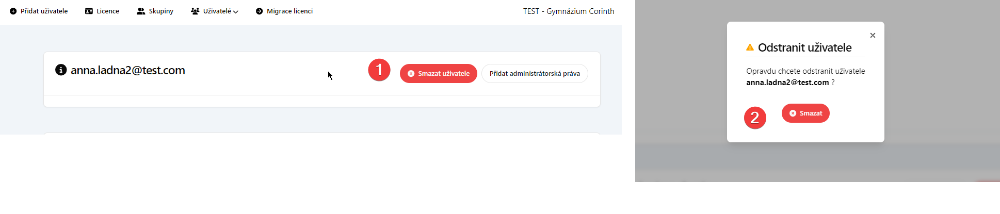 Přidat uživatele Licence Skupiny Uživatelé Migrace licenci TEST - Gymnázium Corinth
anna.ladna2@test.com 1 Smazat uživatele Přidat administrátorská práva
Odstranit uživatele
Opravdu chcete odstranit uživatele
anna.ladna2@test.com ?
2 Smazat